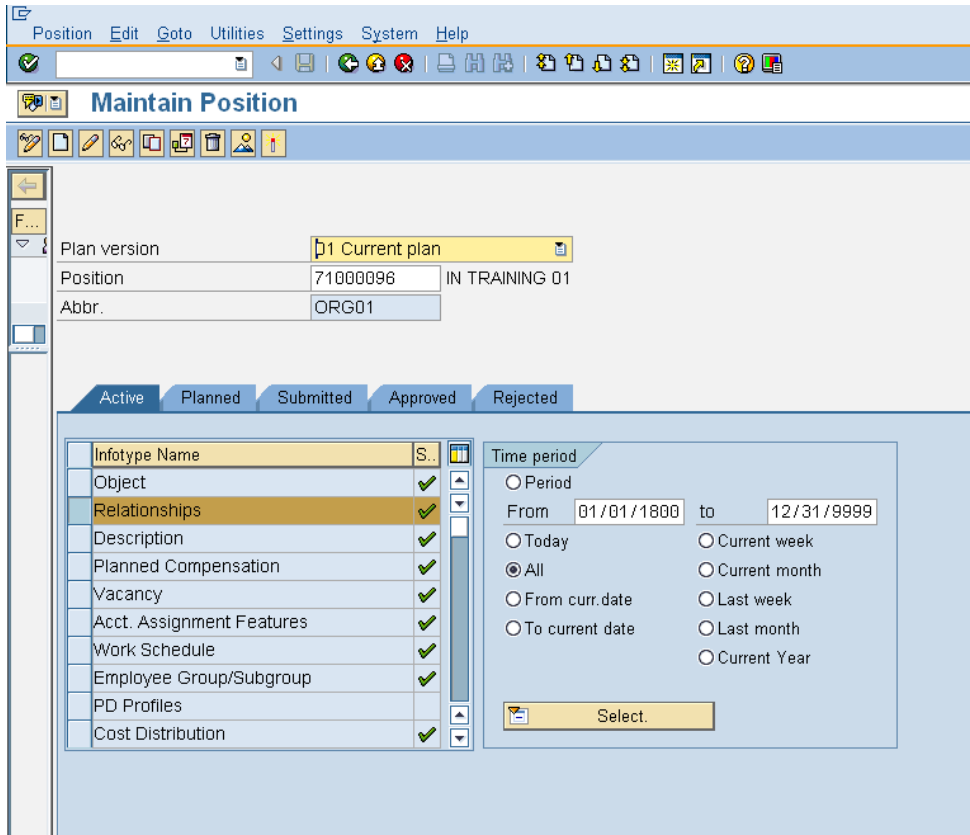 Position Edit Goto Utilities Settings System Help
Maintain Position
F...
Plan version 01 Current plan
Position 71000096 IN TRAINING 01
Abbr. ORG01
Active Planned Submitted Approved Rejected
Infotype Name S..
Time period
Object
Period
Relationships
From 01/01/1800 to 12/31/9999
Description
Today Current week
Planned Compensation
All Current month
Vacancy
From curr.date Last week
Acct. Assignment Features
To current date Last month
Work Schedule
Current Year
Employee Group/Subgroup
PD Profiles
Select.
Cost Distribution